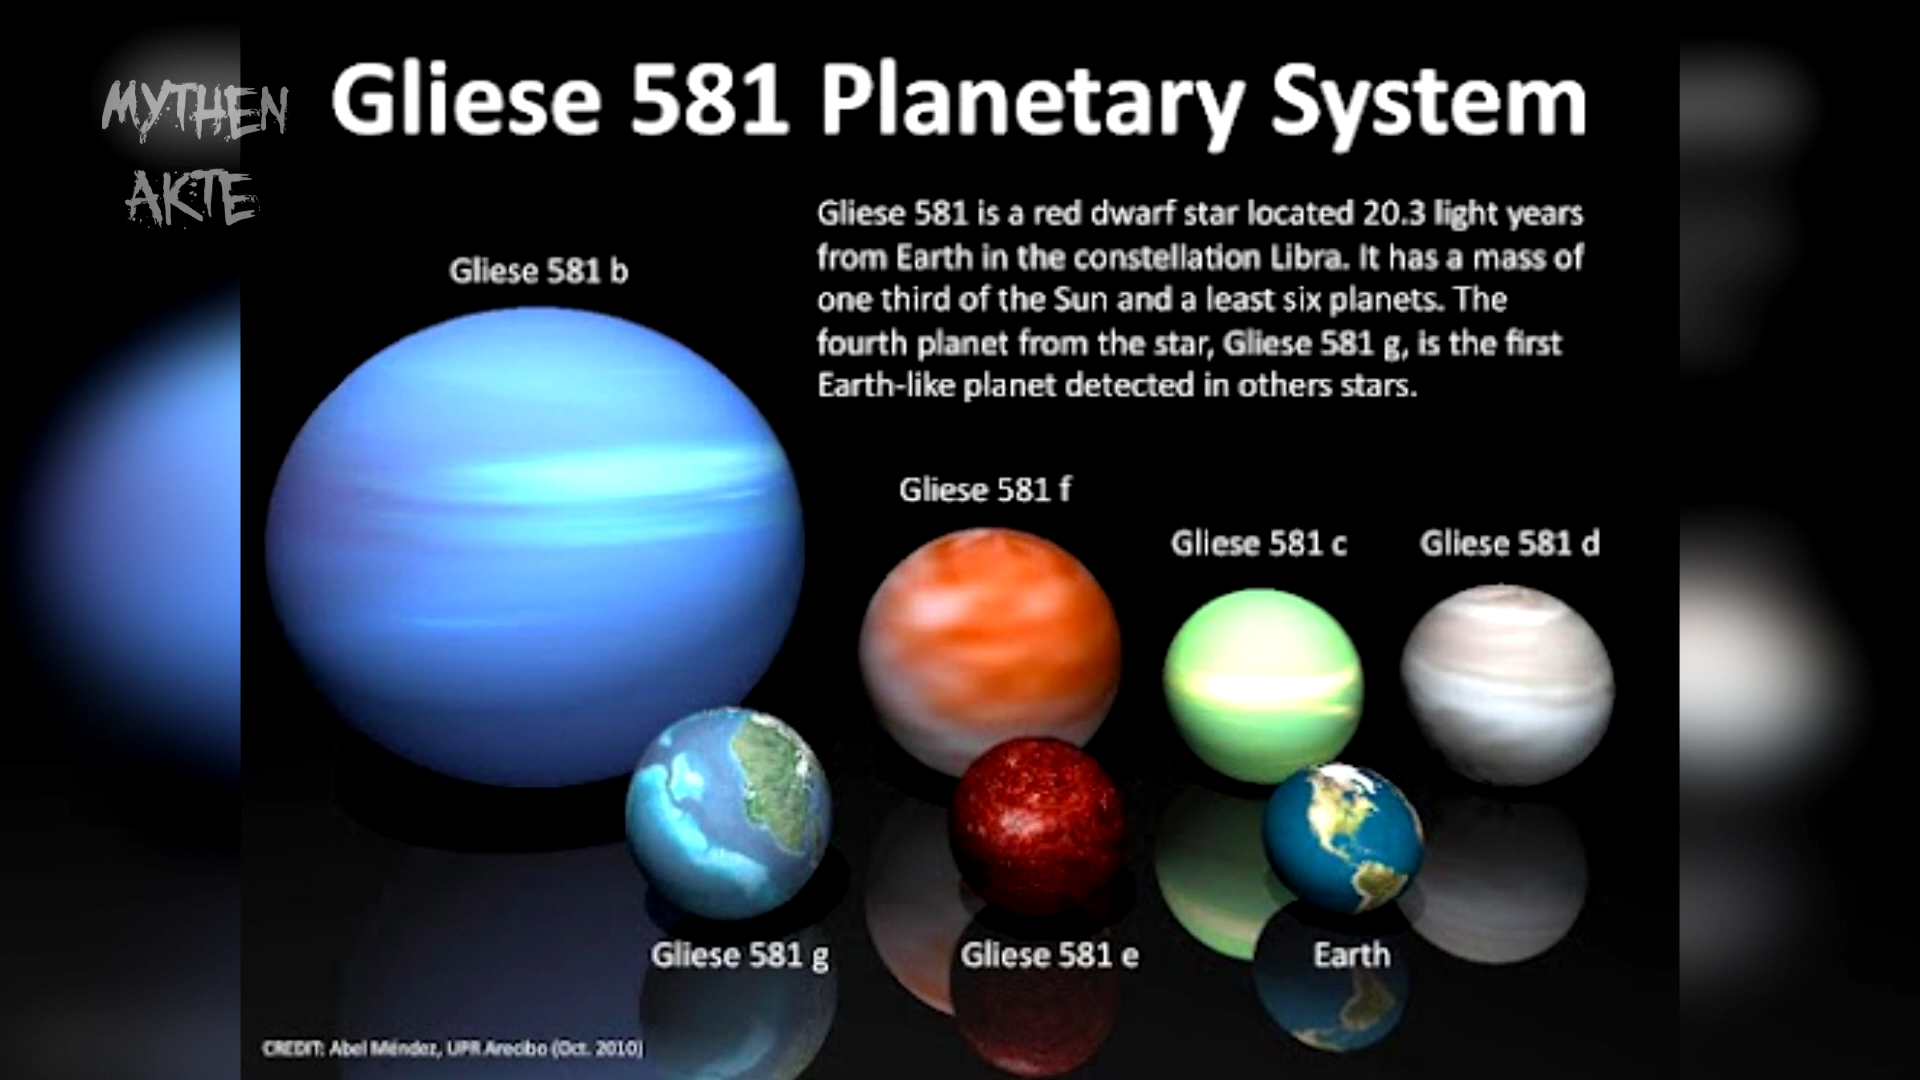 MYTHEN
AKTE
Gliese 581 Planetary System
Gliese 581 is a red dwarf star located 20.3 light years
from Earth in the constellation Libra. It has a mass of
one third of the Sun and a least six planets. The
fourth planet from the star, Gliese 581 g, is the first
Earth-like planet detected in others stars.
Gliese 581 b
Gliese 581 f
Gliese 581 c
Gliese 581 d
Gliese 581 g
Gliese 581 e
Earth
CREDIT: Abel Méndez, UPR Arecibo (Oct. 2010)